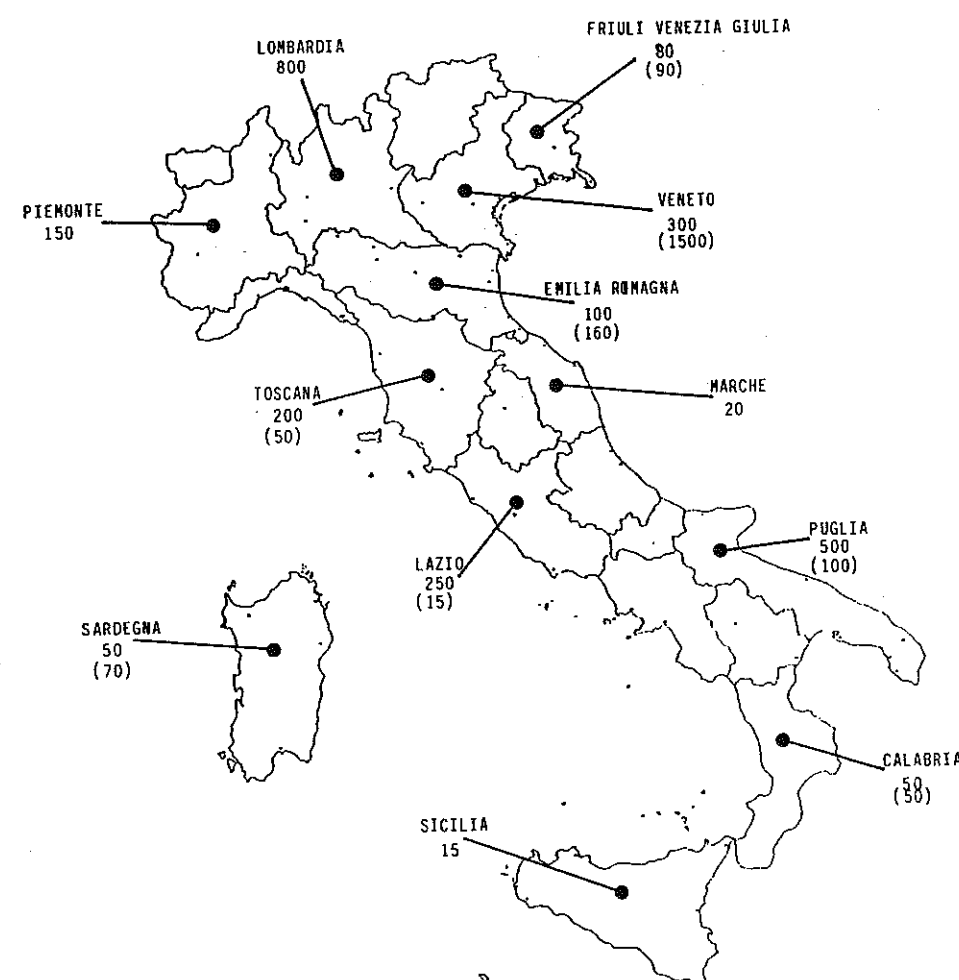 FRIULI VENEZIA GIULIA
80
(90)
LOMBARDIA
800
PIEMONTE
150
VENETO
300
(1500)
EMILIA ROMAGNA
100
(160)
TOSCANA
200
(50)
MARCHE
20
LAZIO
250
(15)
PUGLIA
500
(100)
SARDEGNA
50
(70)
CALABRIA
50
(50)
SICILIA
15